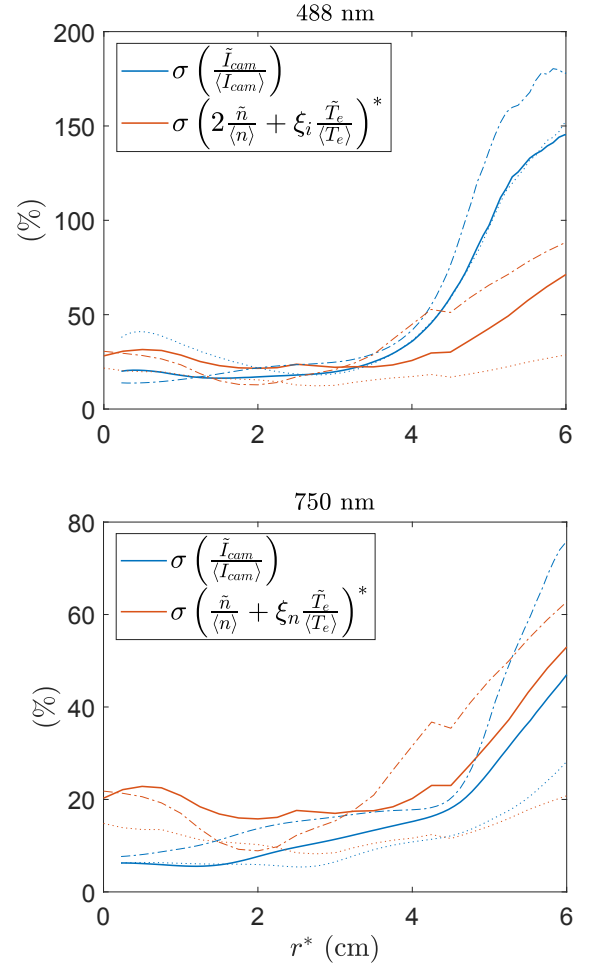 488 nm
200
σ ( Ĩ_cam / ⟨I_cam⟩ )
σ ( 2 ñ/⟨n⟩ + ξ_i T̃_e/⟨T_e⟩ )*
150
(%)
100
50
0
0 2 4 6
750 nm
80
σ ( Ĩ_cam / ⟨I_cam⟩ )
σ ( ñ/⟨n⟩ + ξ_n T̃_e/⟨T_e⟩ )*
60
(%)
40
20
0
0 2 4 6
r* (cm)